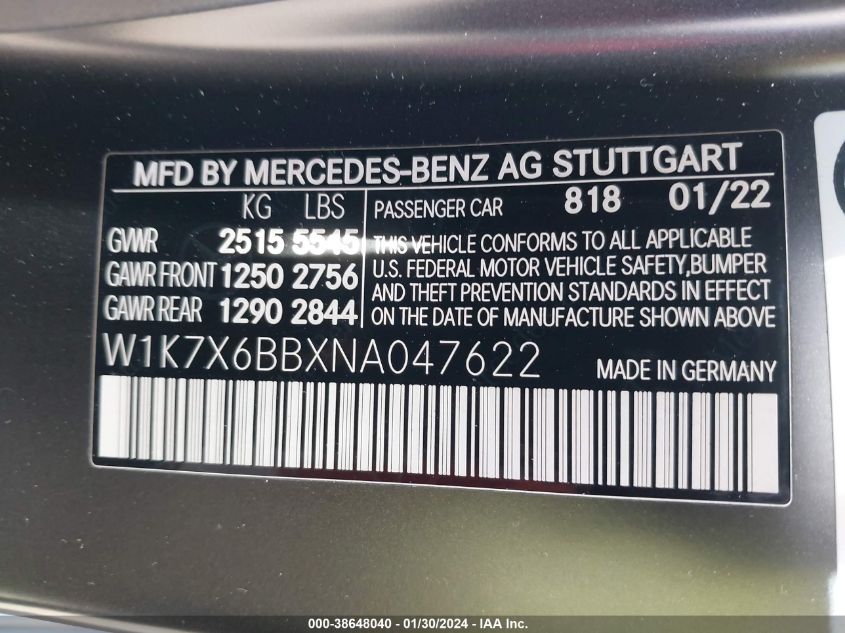 MFD BY MERCEDES-BENZ AG STUTTGART
KG LBS
GVWR 2515 5545
GAWR FRONT 1250 2756
GAWR REAR 1290 2844
PASSENGER CAR 818 01/22
THIS VEHICLE CONFORMS TO ALL APPLICABLE
U.S. FEDERAL MOTOR VEHICLE SAFETY,BUMPER
AND THEFT PREVENTION STANDARDS IN EFFECT
ON THE DATE OF MANUFACTURE SHOWN ABOVE
W1K7X6BBXNA047622
MADE IN GERMANY
000-38648040 - 01/30/2024 - IAA Inc.